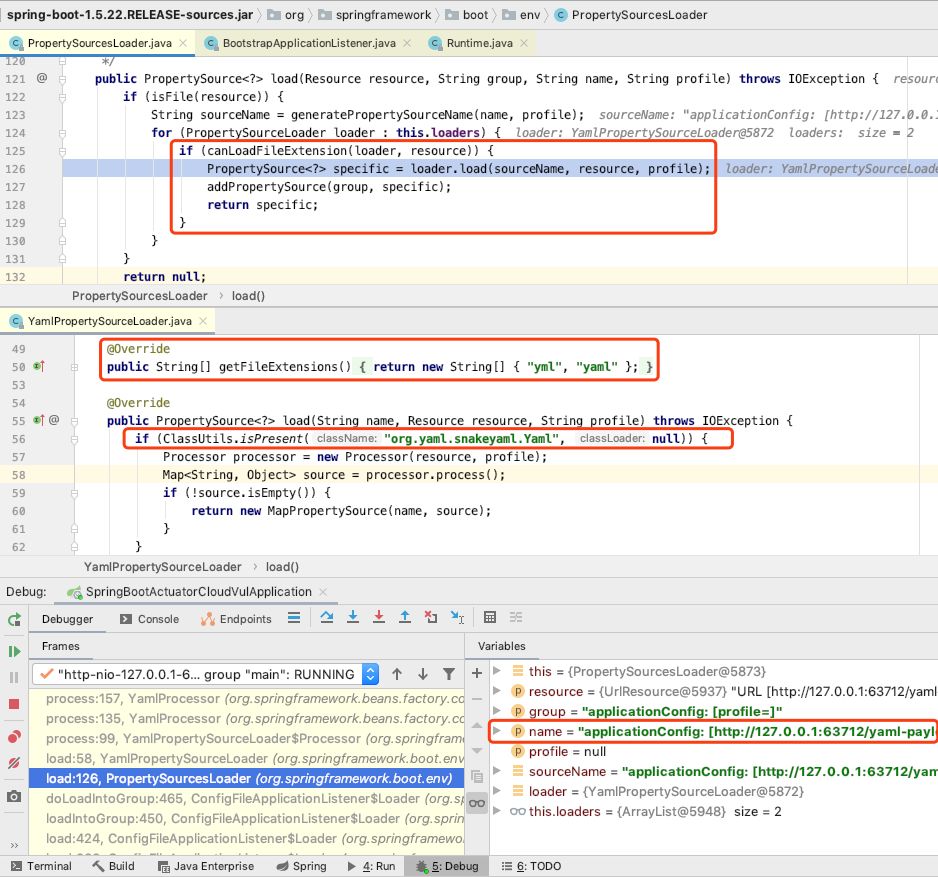 spring-boot-1.5.22.RELEASE-sources.jar org springframework boot env PropertySourcesLoader
PropertySourcesLoader.java BootstrapApplicationListener.java Runtime.java
120 */
121 @ public PropertySource<?> load(Resource resource, String group, String name, String profile) throws IOException {
122 if (isFile(resource)) {
123 String sourceName = generatePropertySourceName(name, profile); sourceName: "applicationConfig: [http://127.0.0.
124 for (PropertySourceLoader loader : this.loaders) { loader: YamlPropertySourceLoader@5872 loaders: size = 2
125 if (canLoadFileExtension(loader, resource)) {
126 PropertySource<?> specific = loader.load(sourceName, resource, profile); loader: YamlPropertySourceLoade
127 addPropertySource(group, specific);
128 return specific;
129 }
130 }
131 }
132 return null;
PropertySourcesLoader › load()
YamlPropertySourceLoader.java
49 @Override
50 public String[] getFileExtensions() { return new String[] { "yml", "yaml" }; }
53
54 @Override
55 @ public PropertySource<?> load(String name, Resource resource, String profile) throws IOException {
56 if (ClassUtils.isPresent( className: "org.yaml.snakeyaml.Yaml", classLoader: null)) {
57 Processor processor = new Processor(resource, profile);
58 Map<String, Object> source = processor.process();
59 if (!source.isEmpty()) {
60 return new MapPropertySource(name, source);
61 }
62 }
YamlPropertySourceLoader › load()
Debug: SpringBootActuatorCloudVulApplication
Debugger Console Endpoints
Frames Variables
"http-nio-127.0.0.1-6... group "main": RUNNING
process:157, YamlProcessor (org.springframework.beans.factory.co
process:135, YamlProcessor (org.springframework.beans.factory.co
process:99, YamlPropertySourceLoader$Processor (org.springfram
load:58, YamlPropertySourceLoader (org.springframework.boot.env)
load:126, PropertySourcesLoader (org.springframework.boot.env)
doLoadIntoGroup:465, ConfigFileApplicationListener$Loader (org.sp
loadIntoGroup:450, ConfigFileApplicationListener$Loader (org.sprin
load:424, ConfigFileApplicationListener$Loader (org.springframewor
this = {PropertySourcesLoader@5873}
resource = {UrlResource@5937} "URL [http://127.0.0.1:63712/yaml
group = "applicationConfig: [profile=]"
name = "applicationConfig: [http://127.0.0.1:63712/yaml-payl
profile = null
sourceName = "applicationConfig: [http://127.0.0.1:63712/yam
loader = {YamlPropertySourceLoader@5872}
this.loaders = {ArrayList@5948} size = 2
Terminal Build Java Enterprise Spring 4: Run 5: Debug 6: TODO